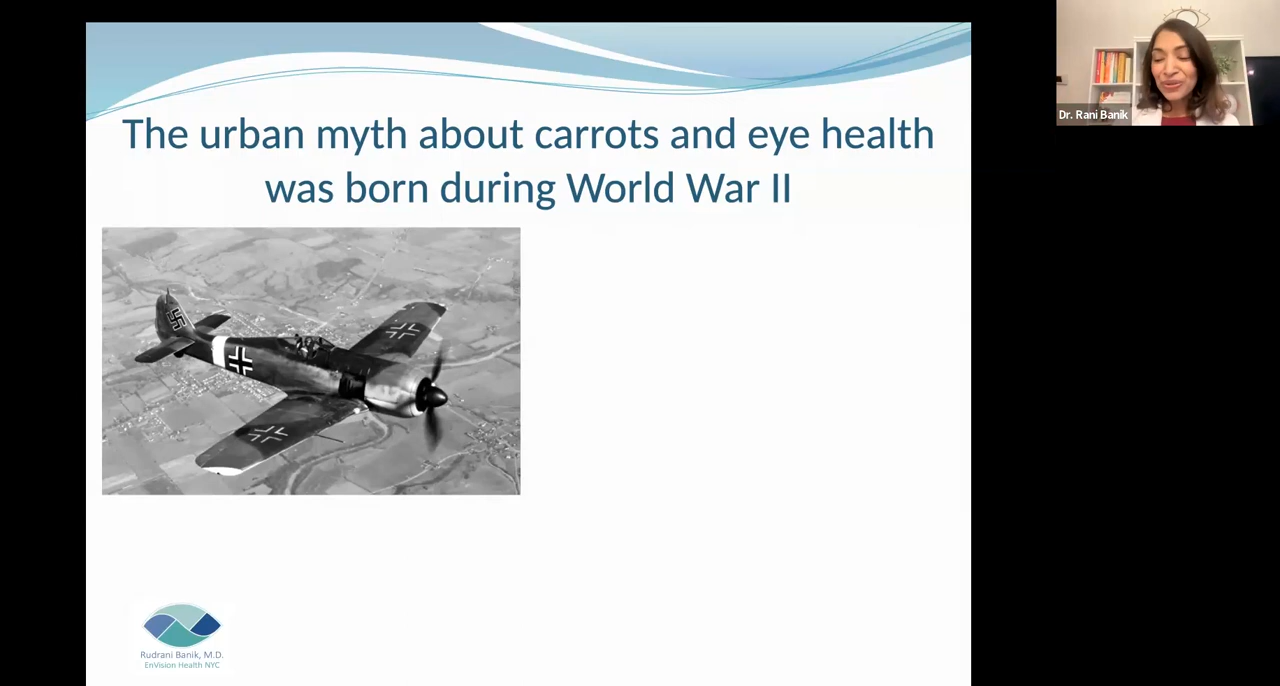 The urban myth about carrots and eye health
was born during World War II
Dr. Rani Banik
Rudrani Banik, M.D.
EnVision Health NYC